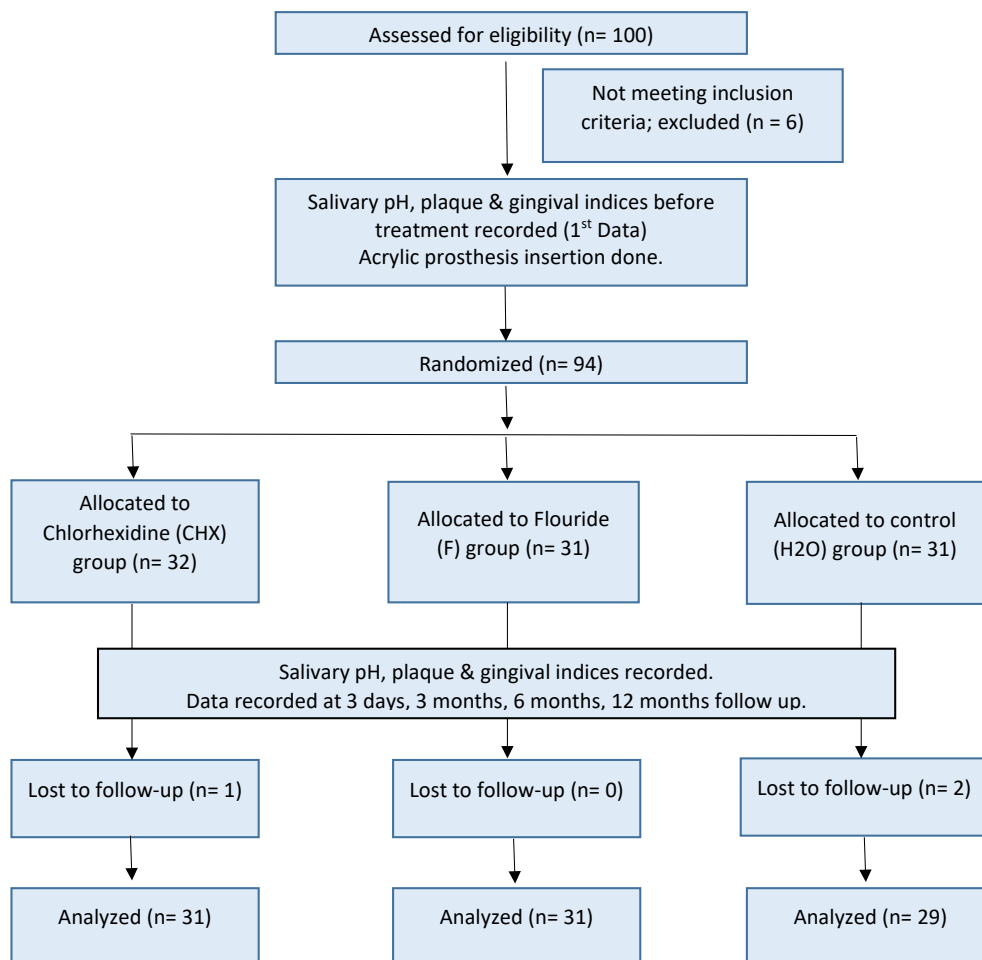 Assessed for eligibility (n= 100)
Not meeting inclusion
criteria; excluded (n = 6)
Salivary pH, plaque & gingival indices before
treatment recorded (1st Data)
Acrylic prosthesis insertion done.
Randomized (n= 94)
Allocated to
Chlorhexidine (CHX)
group (n= 32)
Allocated to Flouride
(F) group (n= 31)
Allocated to control
(H2O) group (n= 31)
Salivary pH, plaque & gingival indices recorded.
Data recorded at 3 days, 3 months, 6 months, 12 months follow up.
Lost to follow-up (n= 1)
Lost to follow-up (n= 0)
Lost to follow-up (n= 2)
Analyzed (n= 31)
Analyzed (n= 31)
Analyzed (n= 29)